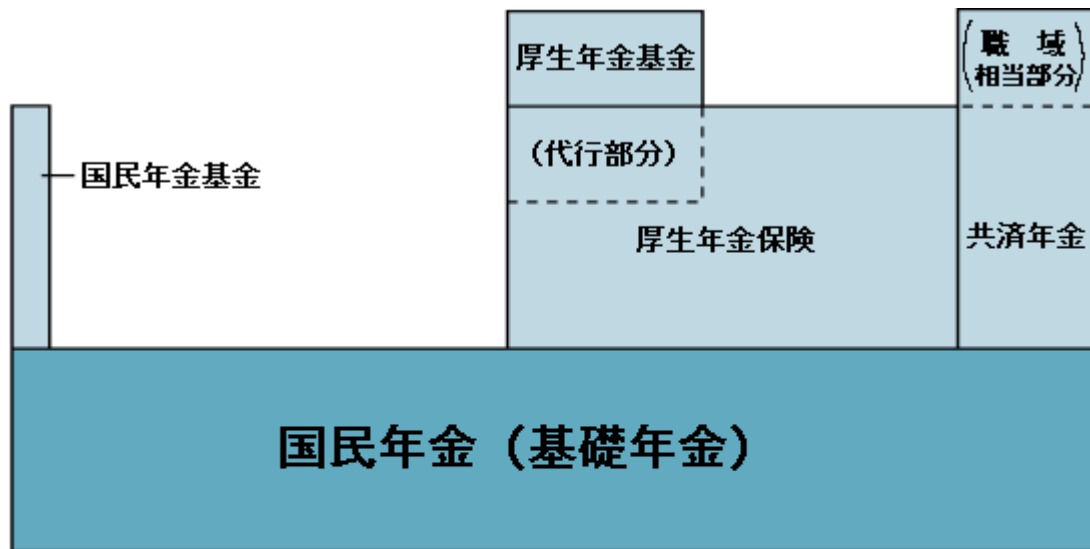 厚生年金基金
(職 域
相当部分)
(代行部分)
国民年金基金
厚生年金保険
共済年金
国民年金(基礎年金)